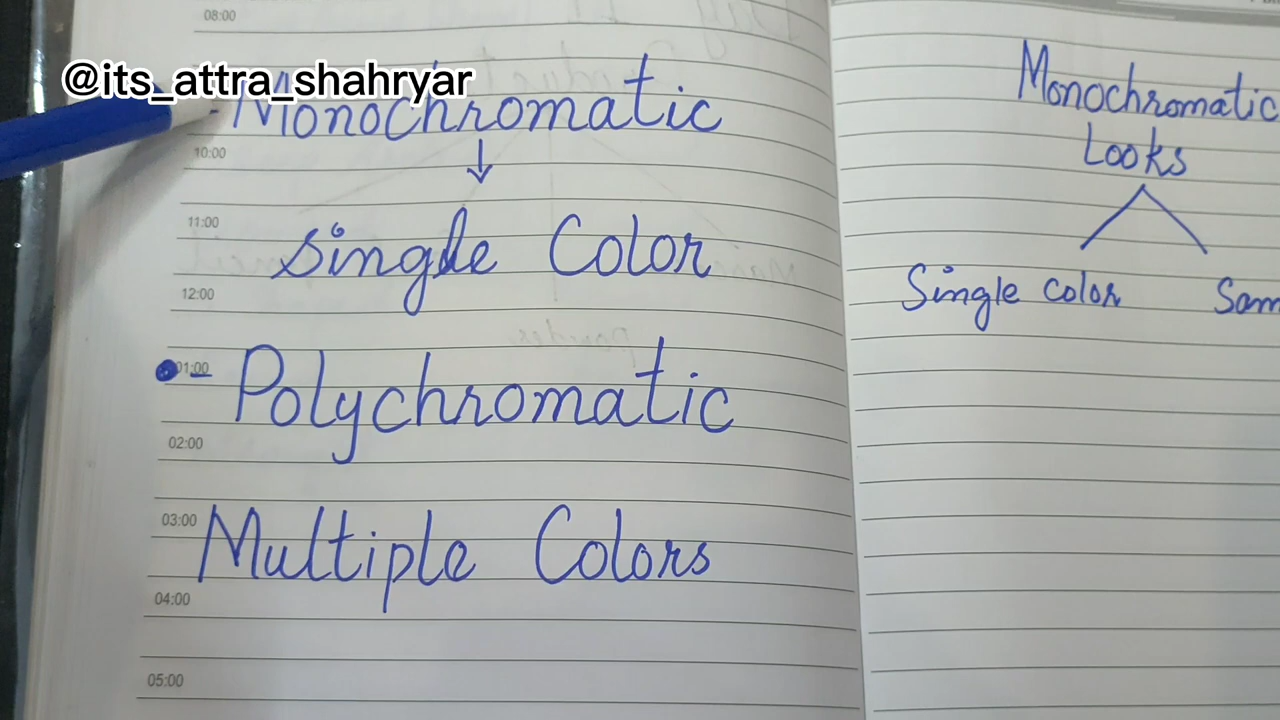 08:00
@its_attra_shahryar
Monochromatic
10:00
↓
11:00
Single Color
12:00
01:00
- Polychromatic
02:00
03:00
Multiple Colors
04:00
05:00
Monochromatic
Looks
Single color